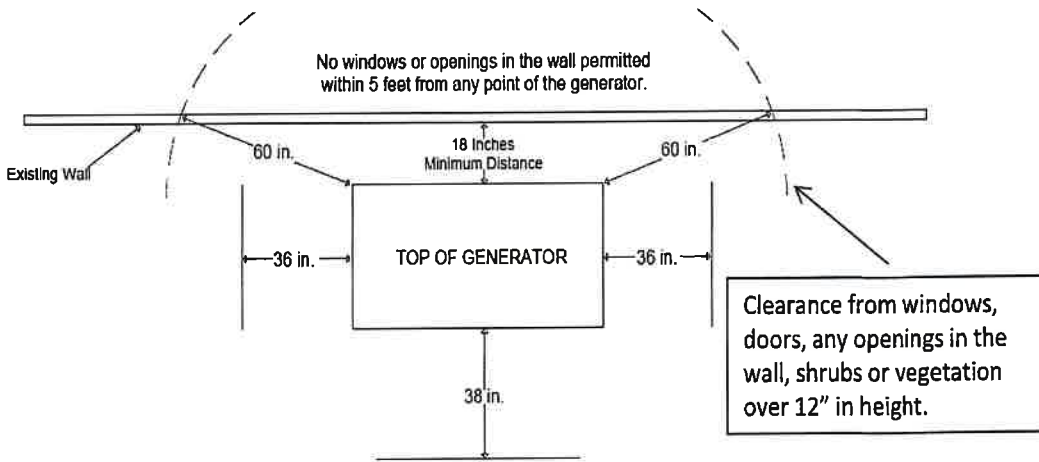 No windows or openings in the wall permitted
within 5 feet from any point of the generator.
18 Inches
Minimum Distance
60 in.
60 in.
Existing Wall
36 in.
TOP OF GENERATOR
36 in.
Clearance from windows,
doors, any openings in the
wall, shrubs or vegetation
over 12" in height.
38 in.